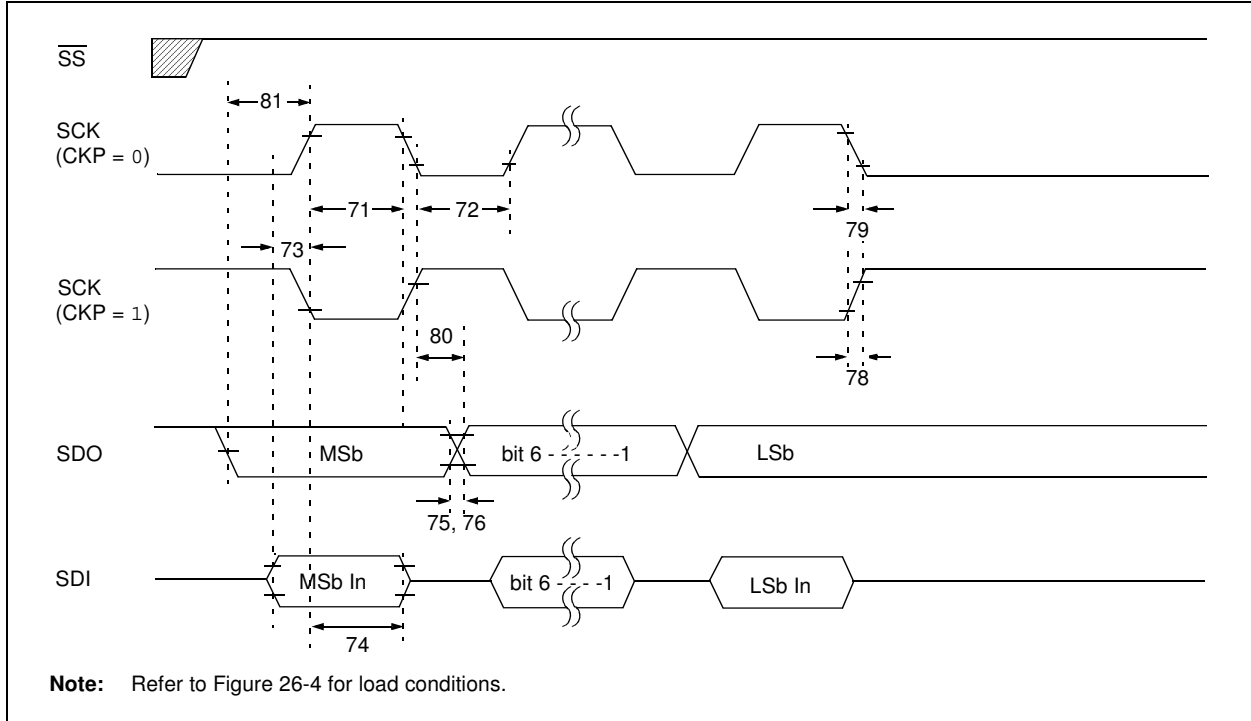 SS
81
SCK
(CKP = 0)
71
72
79
73
SCK
(CKP = 1)
80
78
SDO
MSb
bit 6 - - - - - -1
LSb
75, 76
SDI
MSb In
bit 6 - - - -1
LSb In
74
Note: Refer to Figure 26-4 for load conditions.